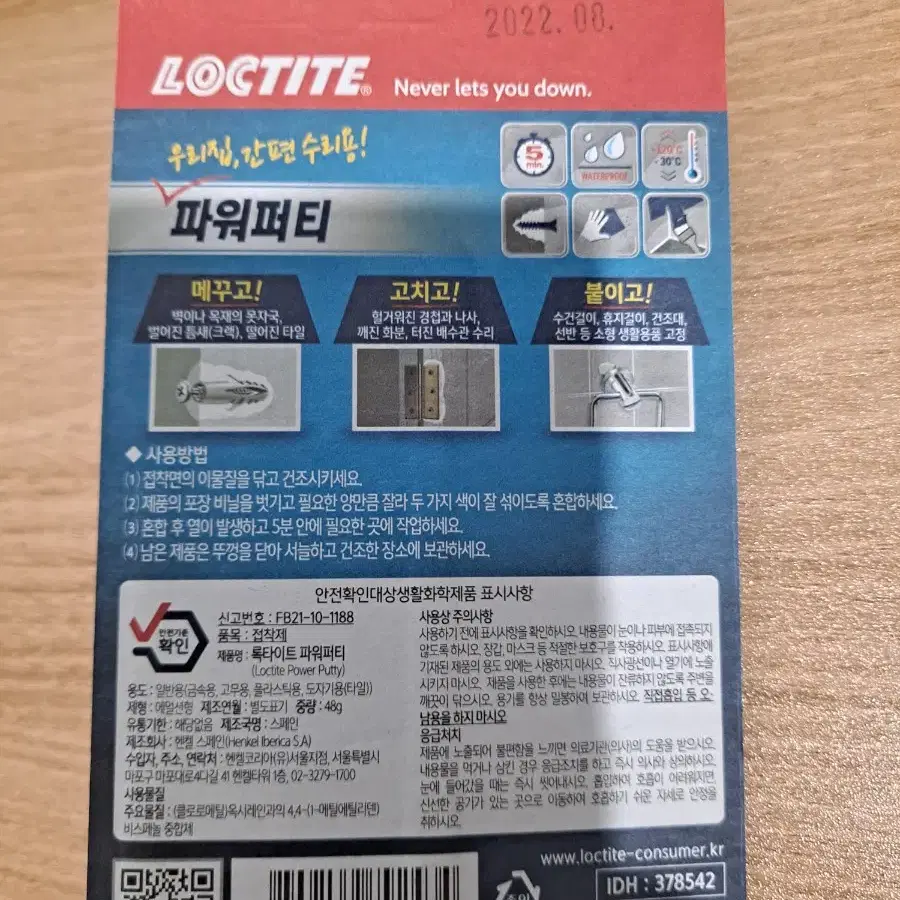 2022.08.
LOCTITE® Never lets you down.
우리집, 간편 수리용!
파워퍼티
5 min.
WATERPROOF
+120°C
-30°C
메꾸고!
벽이나 목재의 못자국,
벌어진 틈새(크랙), 떨어진 타일
고치고!
헐거워진 경첩과 나사,
깨진 화분, 터진 배수관 수리
붙이고!
수건걸이, 휴지걸이, 건조대,
선반 등 소형 생활용품 고정
◆ 사용방법
(1) 접착면의 이물질을 닦고 건조시키세요.
(2) 제품의 포장 비닐을 벗기고 필요한 양만큼 잘라 두 가지 색이 잘 섞이도록 혼합하세요.
(3) 혼합 후 열이 발생하고 5분 안에 필요한 곳에 작업하세요.
(4) 남은 제품은 뚜껑을 닫아 서늘하고 건조한 장소에 보관하세요.
안전확인대상생활화학제품 표시사항
안전기준
확인
신고번호 : FB21-10-1188
품목 : 접착제
제품명 : 록타이트 파워퍼티
(Loctite Power Putty)
용도 : 일반용(금속용, 고무용, 플라스틱용, 도자기용(타일))
제형 : 에멀션형 제조연월 : 별도표기 중량 : 48g
유통기한 : 해당없음 제조국명 : 스페인
제조회사 : 헨켈 스페인(Henkel Iberica S.A)
수입자, 주소, 연락처 : 헨켈코리아(유)서울지점, 서울특별시
마포구 마포대로4다길 41 헨켈타워 1층, 02-3279-1700
사용물질
주요물질 : (클로로메틸)옥시레인과의 4,4-(1-메틸에틸리덴)
비스페놀 중합체
사용상 주의사항
사용하기 전에 표시사항을 확인하시오. 내용물이 눈이나 피부에 접촉되지
않도록 하시오. 장갑, 마스크 등 적절한 보호구를 착용하시오. 표시사항에
기재된 제품의 용도 외에는 사용하지 마시오. 직사광선이나 열기에 노출
시키지 마시오. 제품을 사용한 후에는 내용물이 잔류하지 않도록 주변을
깨끗이 닦으시오. 용기를 항상 밀봉하여 보관하시오. 직접흡입 등 오·
남용을 하지 마시오
응급처치
제품에 노출되어 불편함을 느끼면 의료기관(의사)의 도움을 받으시오.
내용물을 먹거나 삼킨 경우 응급조치를 하고 즉시 의사와 상의하시오.
눈에 들어갔을 때는 즉시 씻어내시오. 흡입하여 호흡이 어려워지면,
신선한 공기가 있는 곳으로 이동하여 호흡하기 쉬운 자세로 안정을
취하시오.
www.loctite-consumer.kr
IDH : 378542
종이